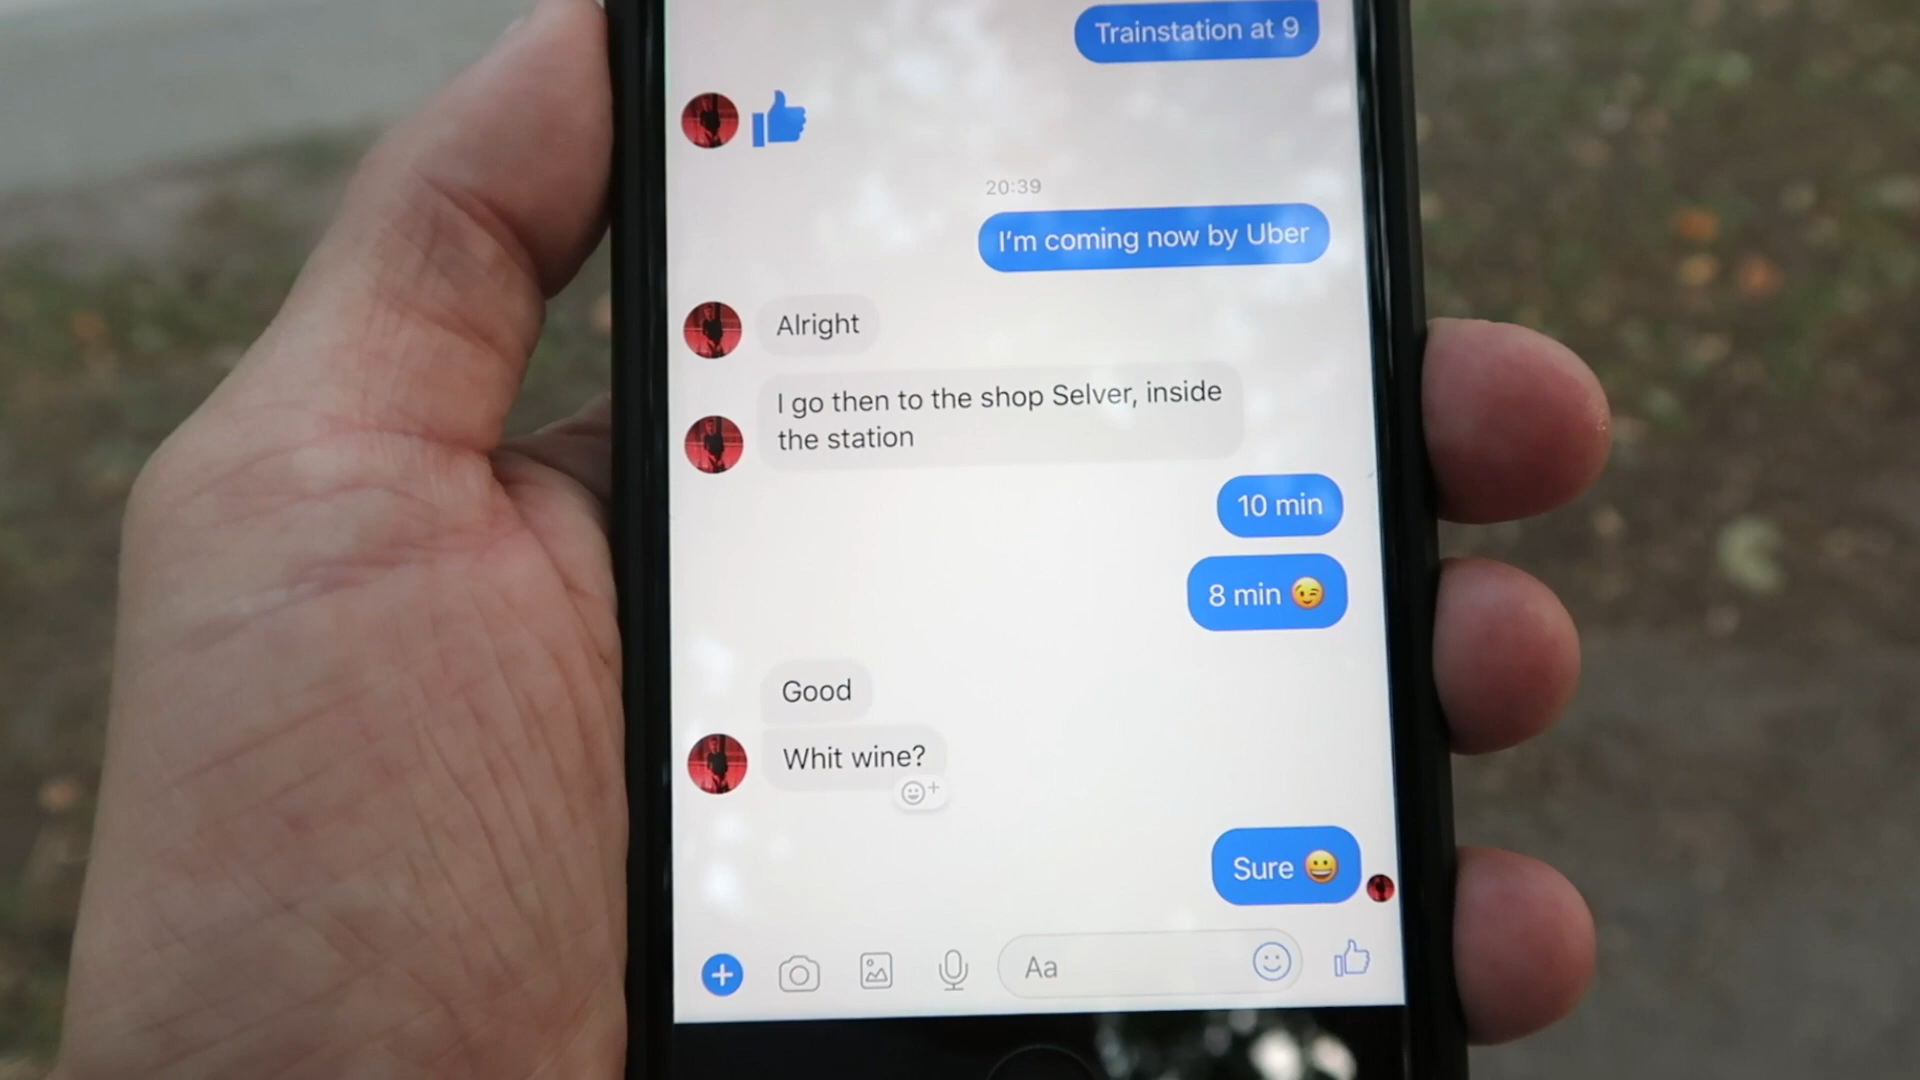 Trainstation at 9
20:39
I'm coming now by Uber
Alright
I go then to the shop Selver, inside
the station
10 min
8 min 😉
Good
Whit wine?
Sure 😀
Aa